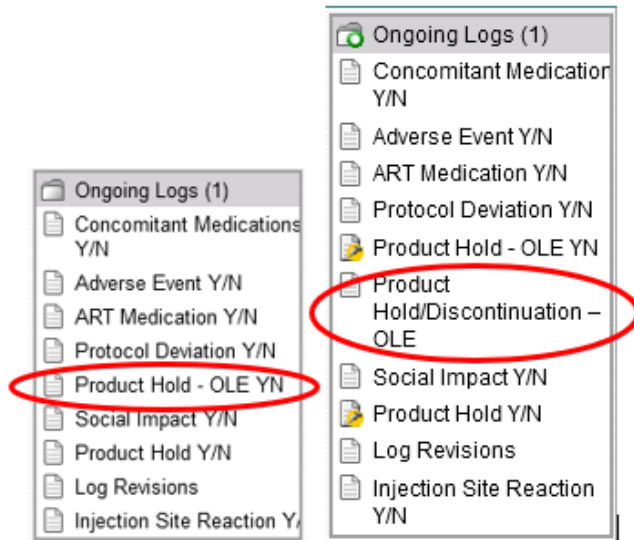 Ongoing Logs (1)
Concomitant Medications
Y/N
Adverse Event Y/N
ART Medication Y/N
Protocol Deviation Y/N
Product Hold - OLE YN
Social Impact Y/N
Product Hold Y/N
Log Revisions
Injection Site Reaction Y/
Ongoing Logs (1)
Concomitant Medication
Y/N
Adverse Event Y/N
ART Medication Y/N
Protocol Deviation Y/N
Product Hold - OLE YN
Product
Hold/Discontinuation –
OLE
Social Impact Y/N
Product Hold Y/N
Log Revisions
Injection Site Reaction
Y/N